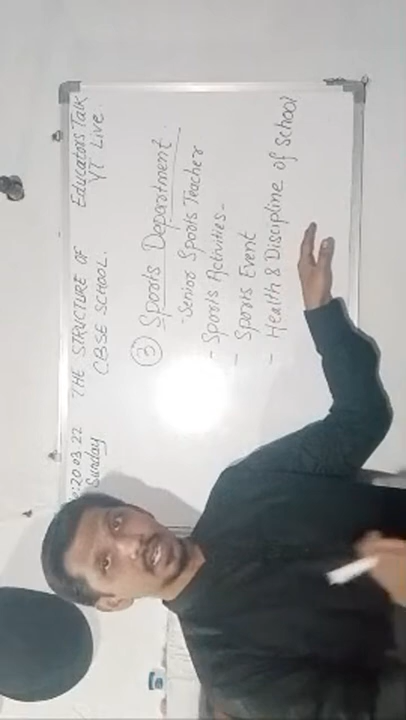 :20.03 22 THE STRUCTURE OF Educators Talk
Sunday CBSE SCHOOL. YT Live.
③ Sports Department.
- Senior Sports Teacher
- Sports Activities -
- Sports Event
- Health & Discipline of School